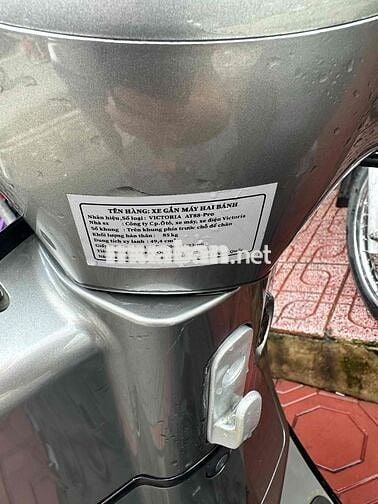 TÊN HÀNG: XE GẮN MÁY HAI BÁNH
Nhãn hiệu,Số loại : VICTORIA AT88-Pro
Nhà sx : Công ty Cp.Ôtô, xe máy, xe điện Victoria
Số khung : Trên khung phía trước chỗ để chân
Khối lượng bản thân : 85 kg
Dung tích xy lanh : 49,4 cm³
Giấy
.net